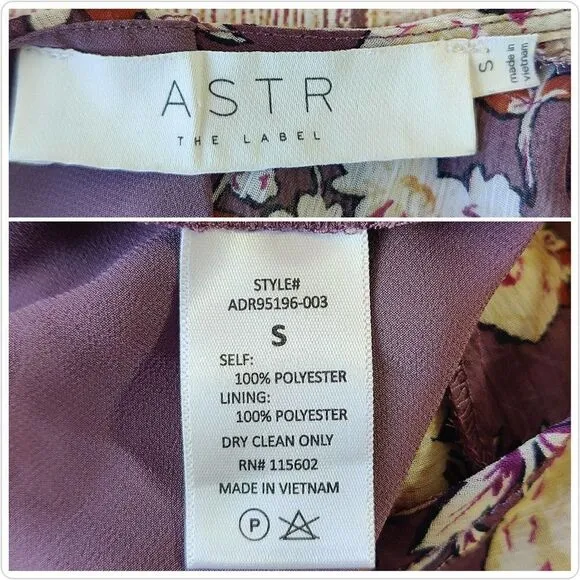 ASTR
THE LABEL
S
made in
vietnam
STYLE#
ADR95196-003
S
SELF:
100% POLYESTER
LINING:
100% POLYESTER
DRY CLEAN ONLY
RN# 115602
MADE IN VIETNAM
P